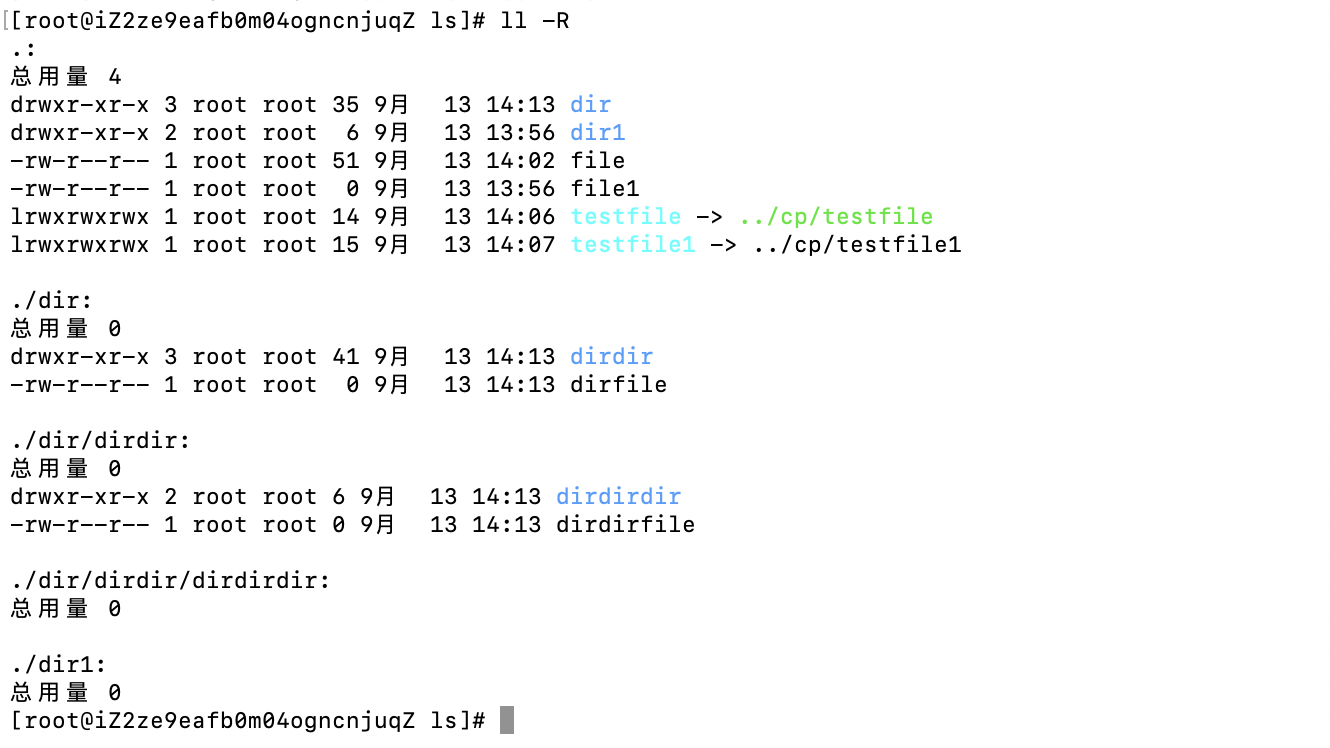 [[root@iZ2ze9eafb0m04ogncnjuqZ ls]# ll -R
.:
总用量 4
drwxr-xr-x 3 root root 35 9月  13 14:13 dir
drwxr-xr-x 2 root root  6 9月  13 13:56 dir1
-rw-r--r-- 1 root root 51 9月  13 14:02 file
-rw-r--r-- 1 root root  0 9月  13 13:56 file1
lrwxrwxrwx 1 root root 14 9月  13 14:06 testfile -> ../cp/testfile
lrwxrwxrwx 1 root root 15 9月  13 14:07 testfile1 -> ../cp/testfile1

./dir:
总用量 0
drwxr-xr-x 3 root root 41 9月  13 14:13 dirdir
-rw-r--r-- 1 root root  0 9月  13 14:13 dirfile

./dir/dirdir:
总用量 0
drwxr-xr-x 2 root root 6 9月  13 14:13 dirdirdir
-rw-r--r-- 1 root root 0 9月  13 14:13 dirdirfile

./dir/dirdir/dirdirdir:
总用量 0

./dir1:
总用量 0
[root@iZ2ze9eafb0m04ogncnjuqZ ls]#